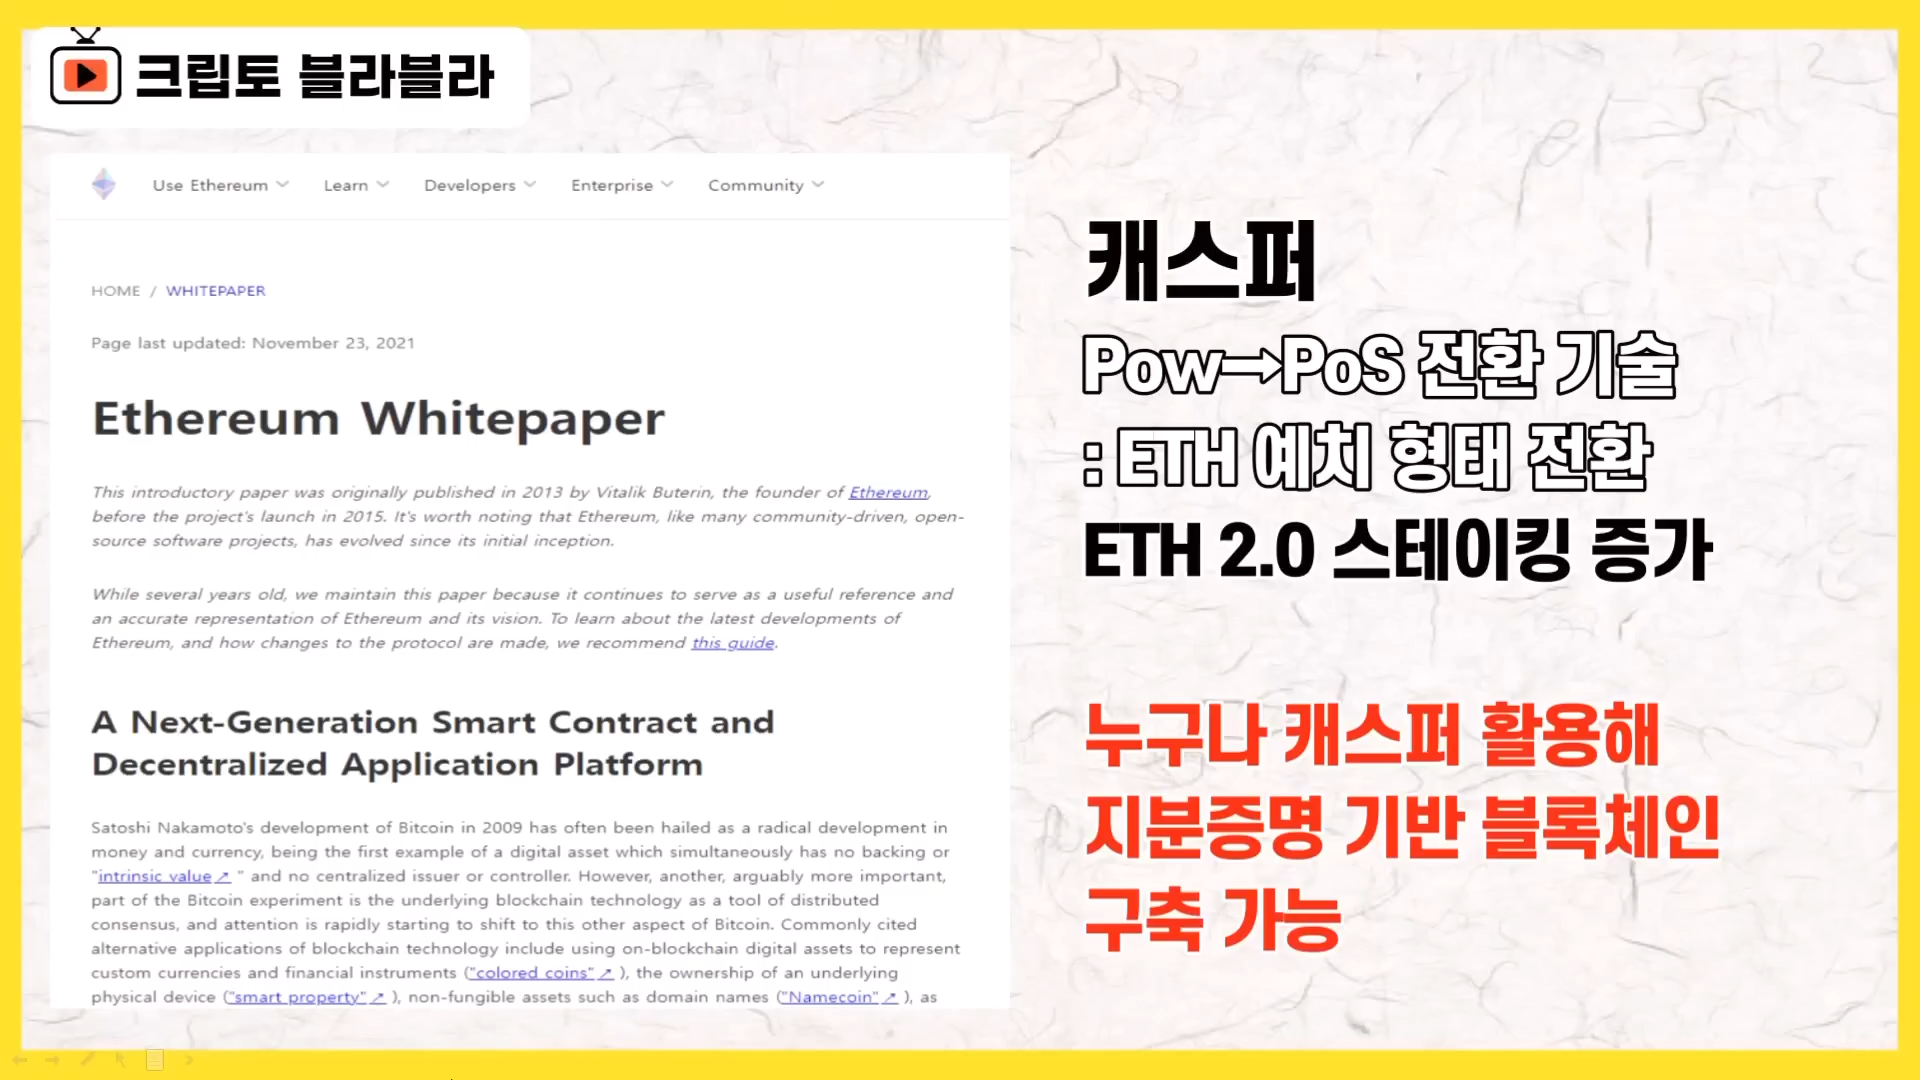 크립토 블라블라
Use Ethereum Learn Developers Enterprise Community
HOME / WHITEPAPER
Page last updated: November 23, 2021
Ethereum Whitepaper
This introductory paper was originally published in 2013 by Vitalik Buterin, the founder of Ethereum,
before the project's launch in 2015. It's worth noting that Ethereum, like many community-driven, open-
source software projects, has evolved since its initial inception.
While several years old, we maintain this paper because it continues to serve as a useful reference and
an accurate representation of Ethereum and its vision. To learn about the latest developments of
Ethereum, and how changes to the protocol are made, we recommend this guide.
A Next-Generation Smart Contract and
Decentralized Application Platform
Satoshi Nakamoto's development of Bitcoin in 2009 has often been hailed as a radical development in
money and currency, being the first example of a digital asset which simultaneously has no backing or
"intrinsic value↗ " and no centralized issuer or controller. However, another, arguably more important,
part of the Bitcoin experiment is the underlying blockchain technology as a tool of distributed
consensus, and attention is rapidly starting to shift to this other aspect of Bitcoin. Commonly cited
alternative applications of blockchain technology include using on-blockchain digital assets to represent
custom currencies and financial instruments ("colored coins"↗ ), the ownership of an underlying
physical device ("smart property"↗ ), non-fungible assets such as domain names ("Namecoin"↗ ), as
캐스퍼
Pow→PoS 전환 기술
: ETH 예치 형태 전환
ETH 2.0 스테이킹 증가
누구나 캐스퍼 활용해
지분증명 기반 블록체인
구축 가능